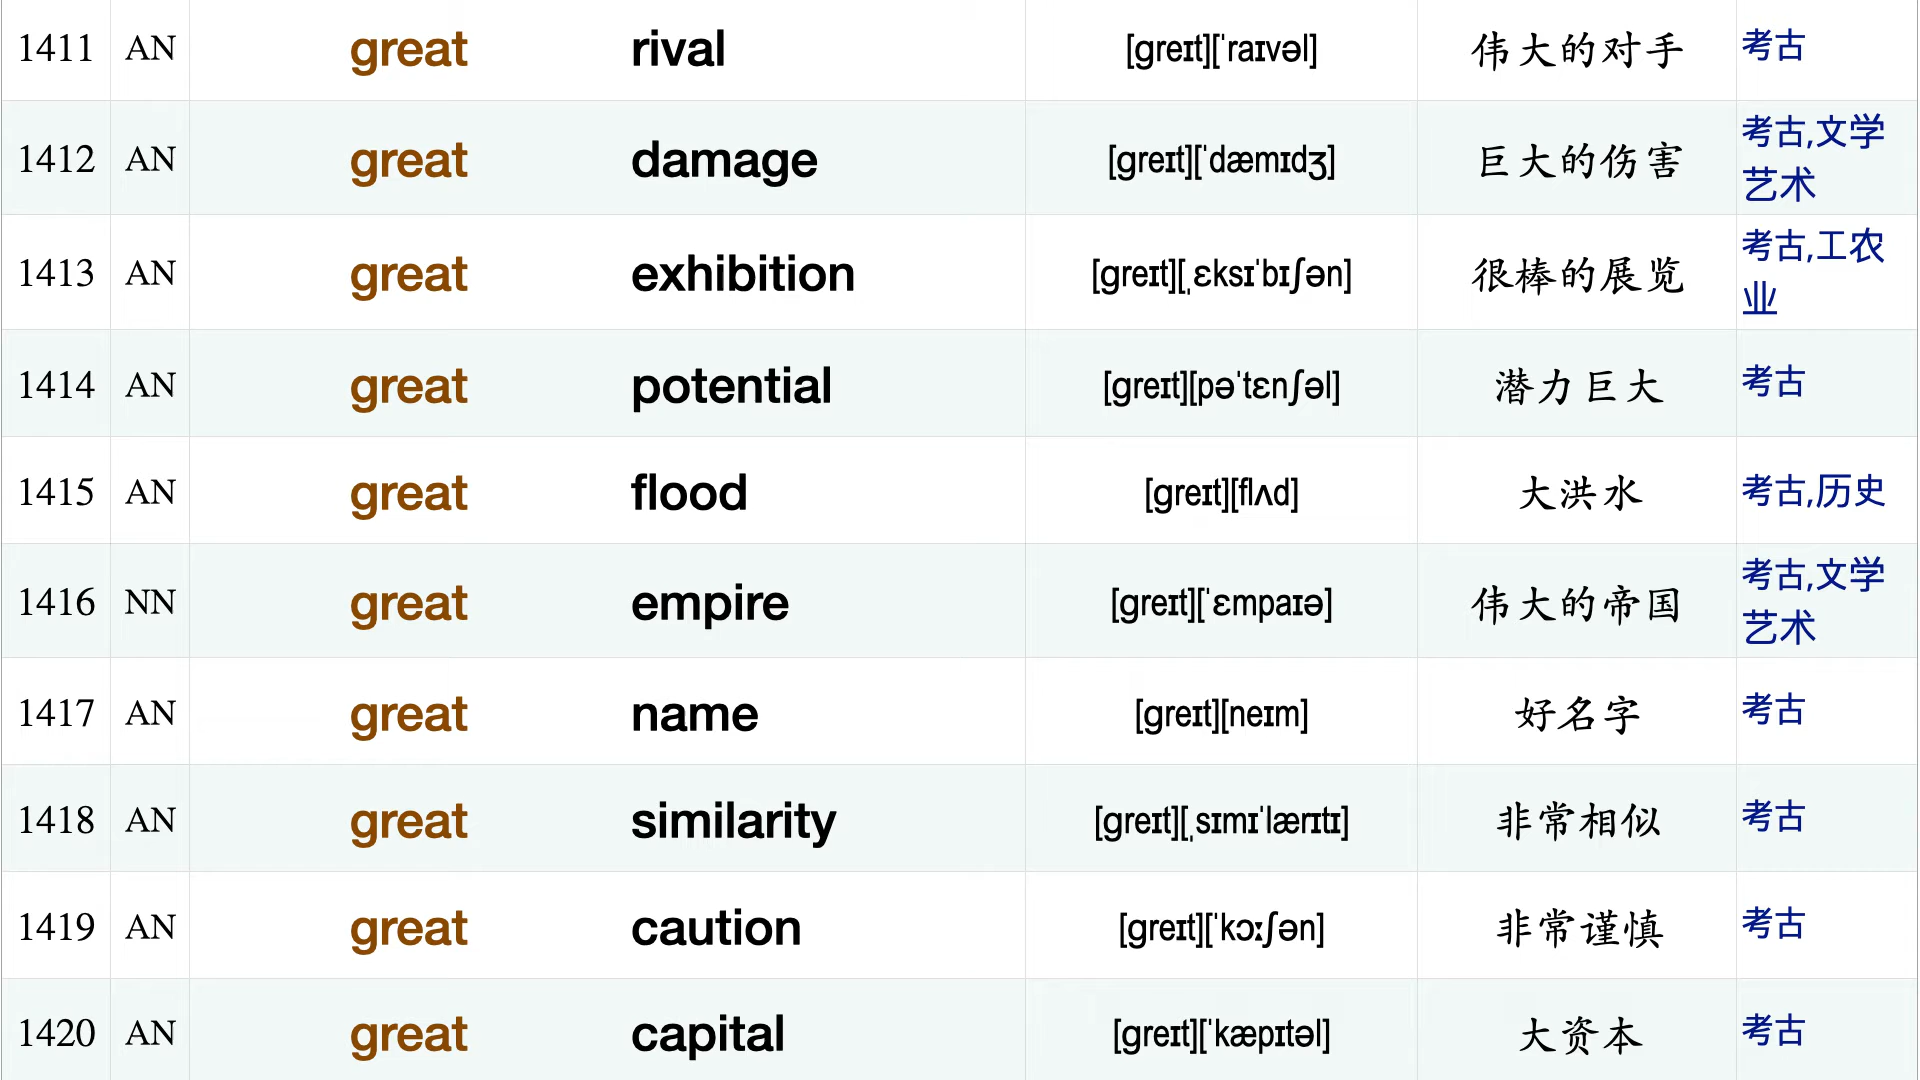 1411 AN great rival [greɪt][ˈraɪvəl] 伟大的对手 考古
1412 AN great damage [greɪt][ˈdæmɪdʒ] 巨大的伤害 考古,文学
艺术
1413 AN great exhibition [greɪt][ˌɛksɪˈbɪʃən] 很棒的展览 考古,工农
业
1414 AN great potential [greɪt][pəˈtɛnʃəl] 潜力巨大 考古
1415 AN great flood [greɪt][flʌd] 大洪水 考古,历史
1416 NN great empire [greɪt][ˈɛmpaɪə] 伟大的帝国 考古,文学
艺术
1417 AN great name [greɪt][neɪm] 好名字 考古
1418 AN great similarity [greɪt][ˌsɪmɪˈlærɪtɪ] 非常相似 考古
1419 AN great caution [greɪt][ˈkɔːʃən] 非常谨慎 考古
1420 AN great capital [greɪt][ˈkæpɪtəl] 大资本 考古